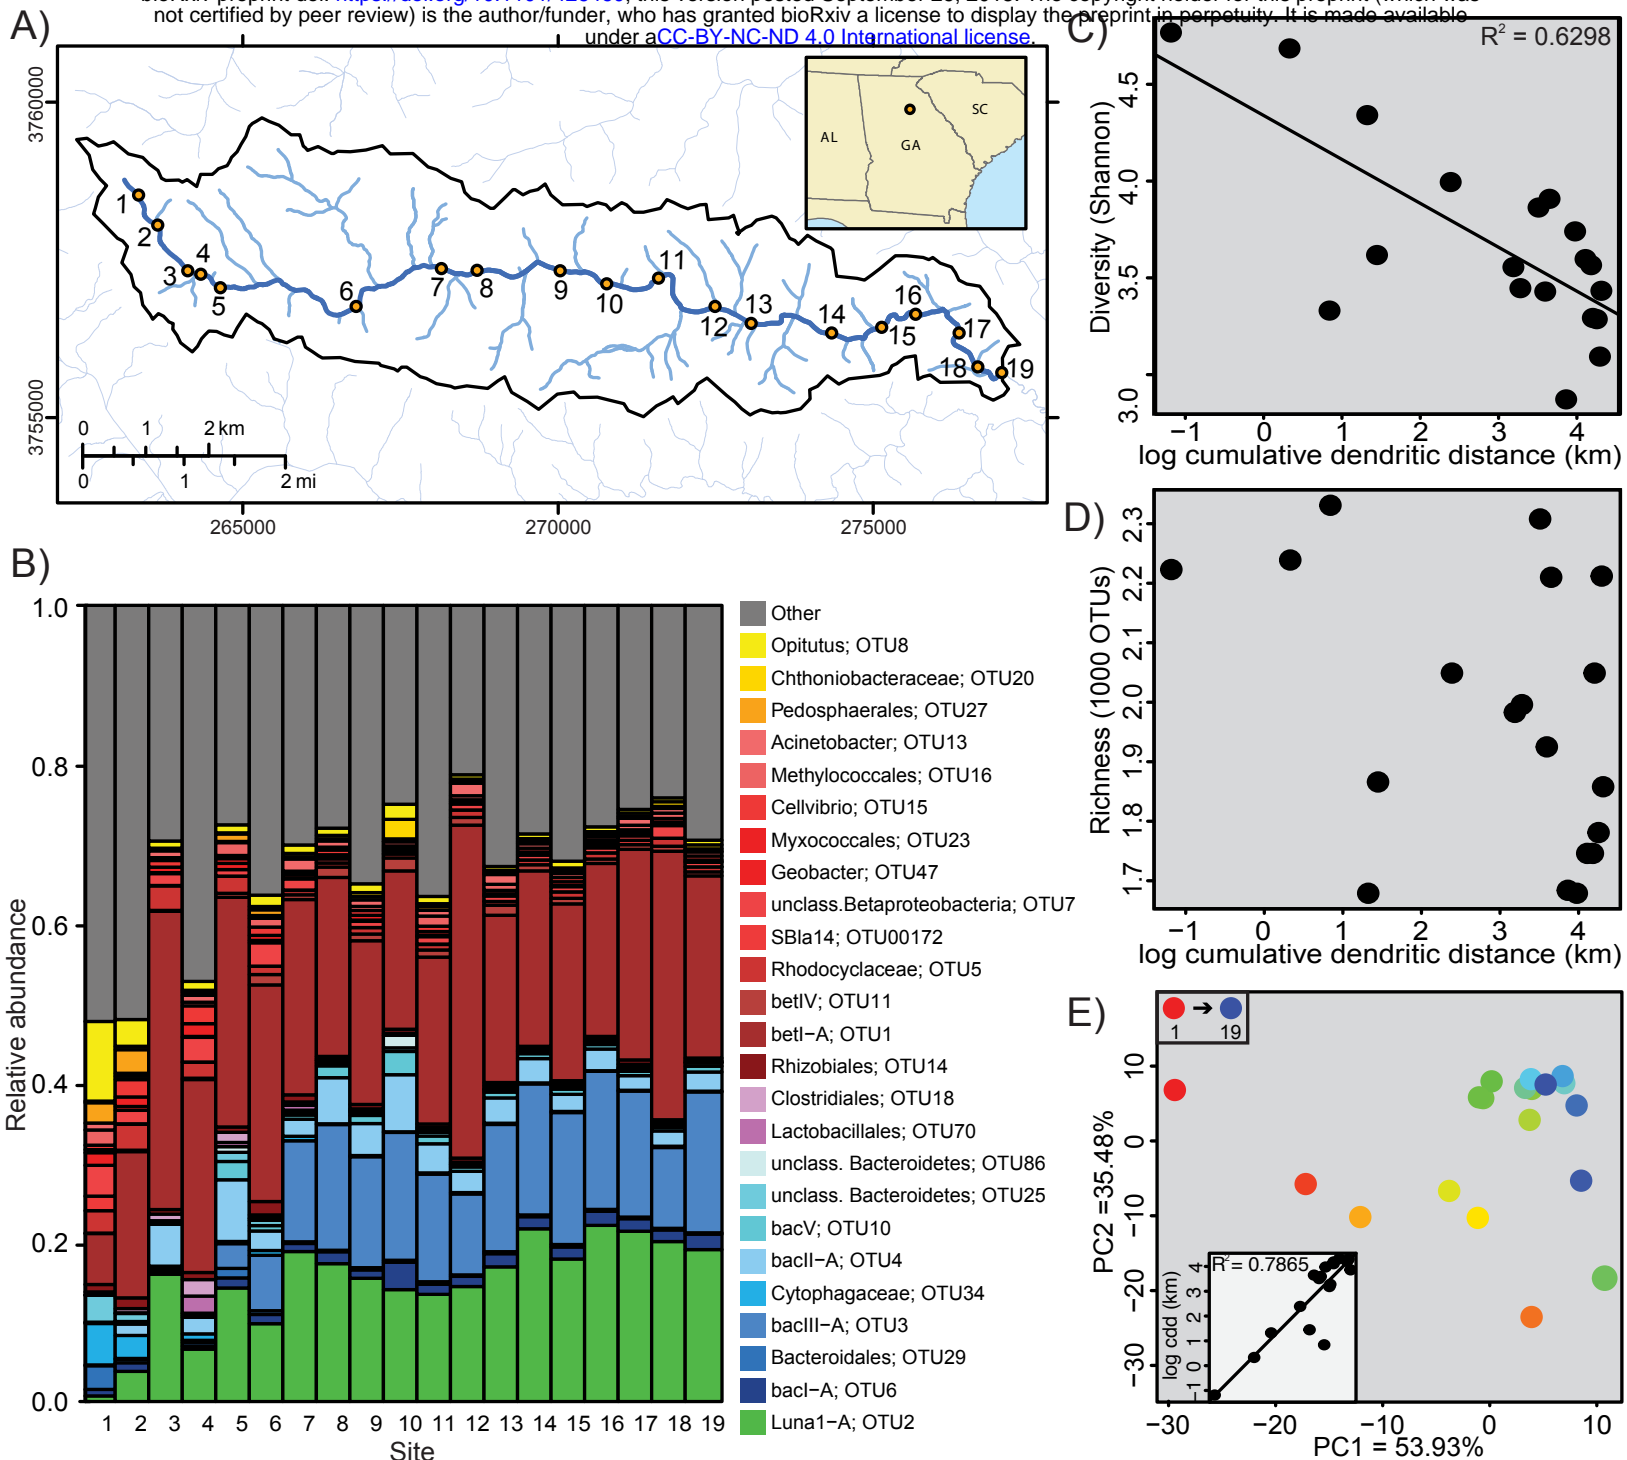 not certified by peer review) is the author/funder, who has granted bioRxiv a license to display the preprint in perpetuity. It is made available
under aCC-BY-NC-ND 4.0 International license.
A)
3760000
3755000
265000
270000
275000
AL
GA
SC
1
2
3
4
5
6
7
8
9
10
11
12
13
14
15
16
17
18
19
0 1 2 km
0 1 2 mi
B)
Relative abundance
1.0
0.8
0.6
0.4
0.2
0.0
1 2 3 4 5 6 7 8 9 10 11 12 13 14 15 16 17 18 19
Site
Other
Opitutus; OTU8
Chthoniobacteraceae; OTU20
Pedosphaerales; OTU27
Acinetobacter; OTU13
Methylococcales; OTU16
Cellvibrio; OTU15
Myxococcales; OTU23
Geobacter; OTU47
unclass.Betaproteobacteria; OTU7
SBla14; OTU00172
Rhodocyclaceae; OTU5
betIV; OTU11
betI−A; OTU1
Rhizobiales; OTU14
Clostridiales; OTU18
Lactobacillales; OTU70
unclass. Bacteroidetes; OTU86
unclass. Bacteroidetes; OTU25
bacV; OTU10
bacII−A; OTU4
Cytophagaceae; OTU34
bacIII−A; OTU3
Bacteroidales; OTU29
bacI−A; OTU6
Luna1−A; OTU2
C)
R² = 0.6298
Diversity (Shannon)
4.5
4.0
3.5
3.0
−1 0 1 2 3 4
log cumulative dendritic distance (km)
D)
Richness (1000 OTUs)
2.3
2.2
2.1
2.0
1.9
1.8
1.7
−1 0 1 2 3 4
log cumulative dendritic distance (km)
E)
1 ➔ 19
PC2 =35.48%
10
0
−10
−20
−30
−30 −20 −10 0 10
PC1 = 53.93%
R²= 0.7865
log cdd (km)
4
3
2
1
0
−1